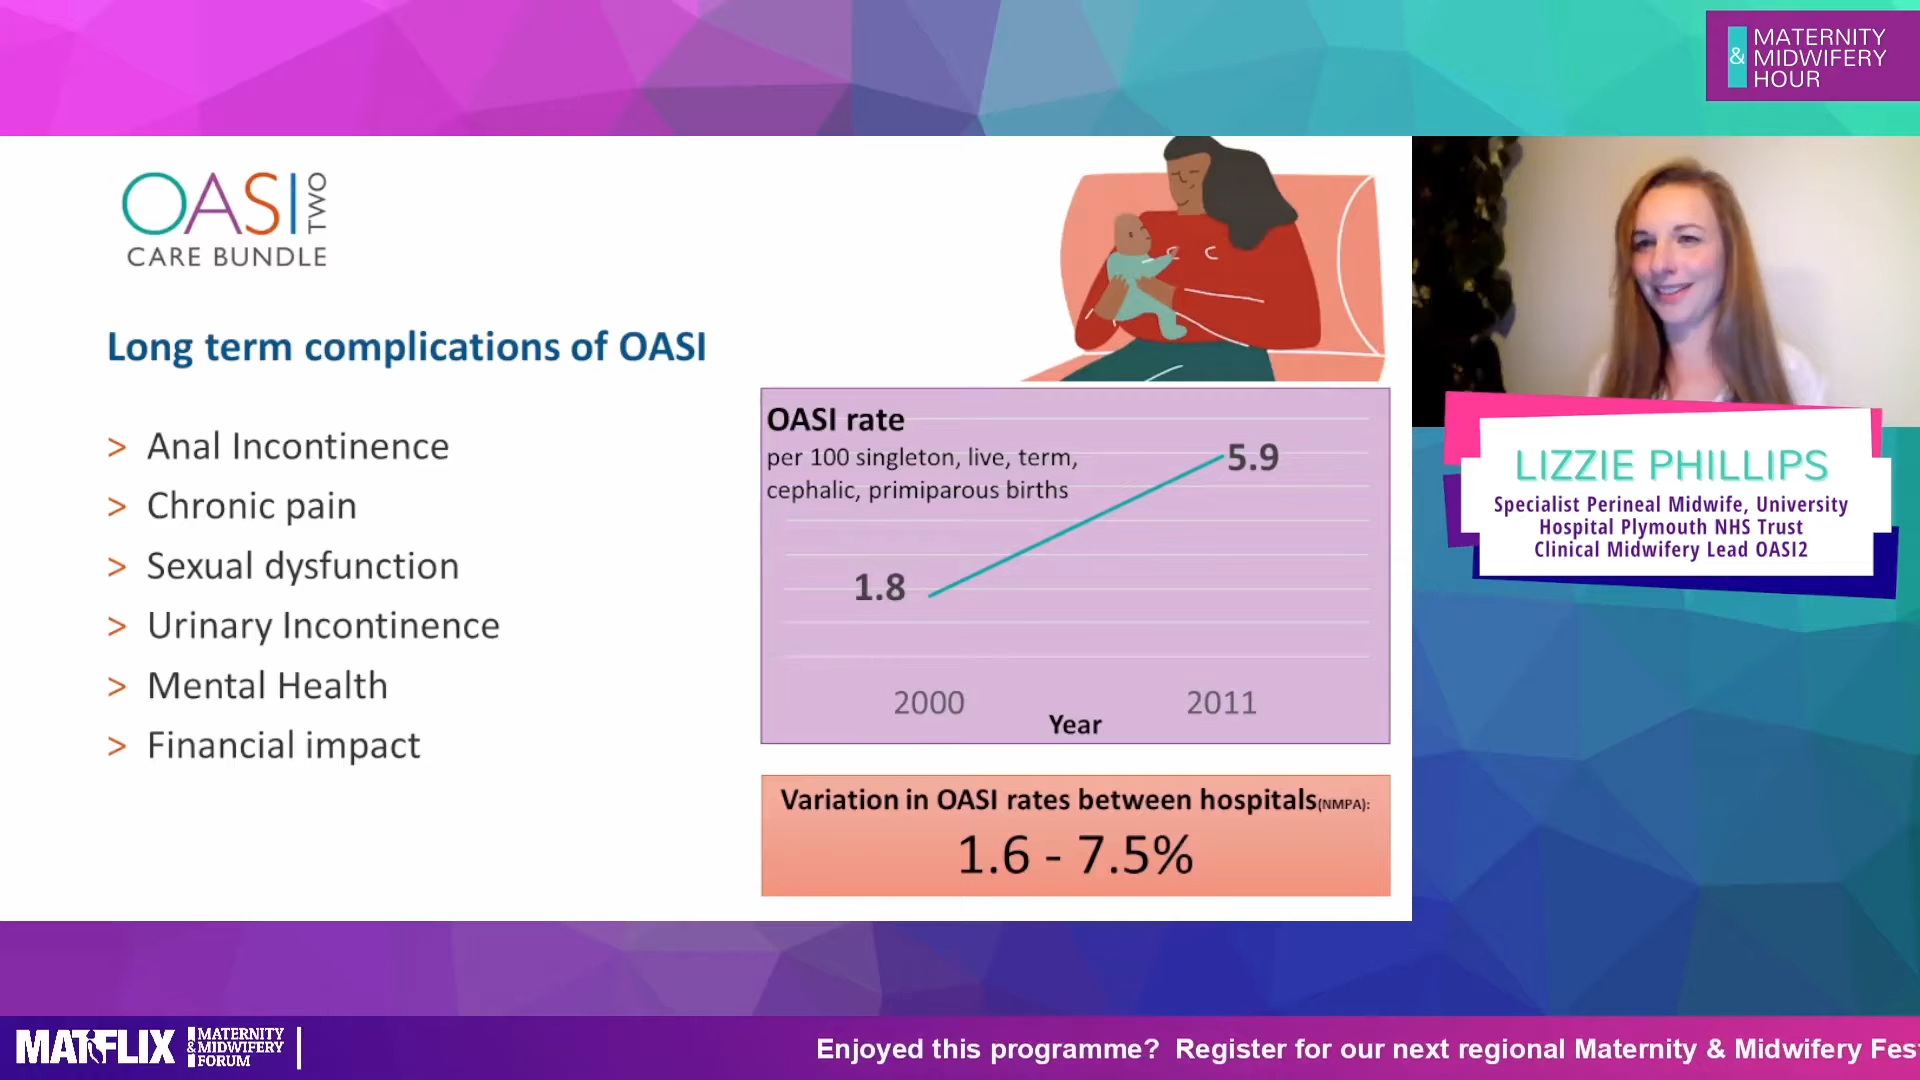 MATERNITY
& MIDWIFERY
HOUR
OASI TWO
CARE BUNDLE
Long term complications of OASI
> Anal Incontinence
> Chronic pain
> Sexual dysfunction
> Urinary Incontinence
> Mental Health
> Financial impact
OASI rate
per 100 singleton, live, term,
cephalic, primiparous births
5.9
1.8
2000 2011
Year
Variation in OASI rates between hospitals(NMPA):
1.6 - 7.5%
LIZZIE PHILLIPS
Specialist Perineal Midwife, University
Hospital Plymouth NHS Trust
Clinical Midwifery Lead OASI2
MATFLIX
MATERNITY
&MIDWIFERY
FORUM
Enjoyed this programme? Register for our next regional Maternity & Midwifery Fes